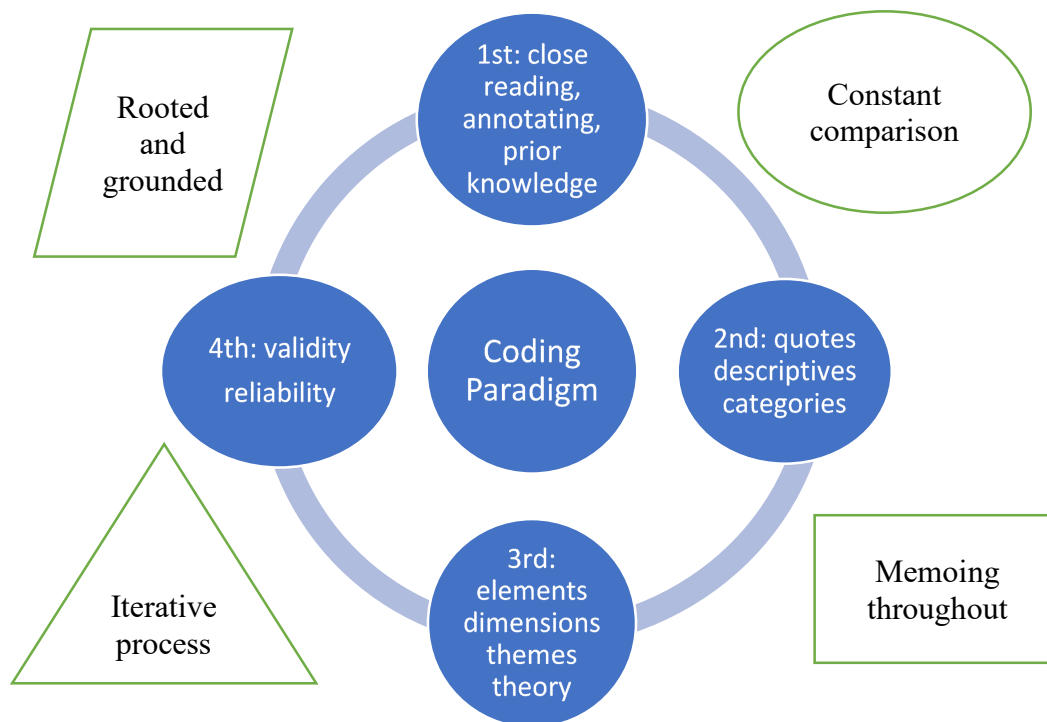 1st: close
reading,
annotating,
prior
knowledge
Rooted
and
grounded
Constant
comparison
4th: validity
reliability
Coding
Paradigm
2nd: quotes
descriptives
categories
Iterative
process
3rd:
elements
dimensions
themes
theory
Memoing
throughout